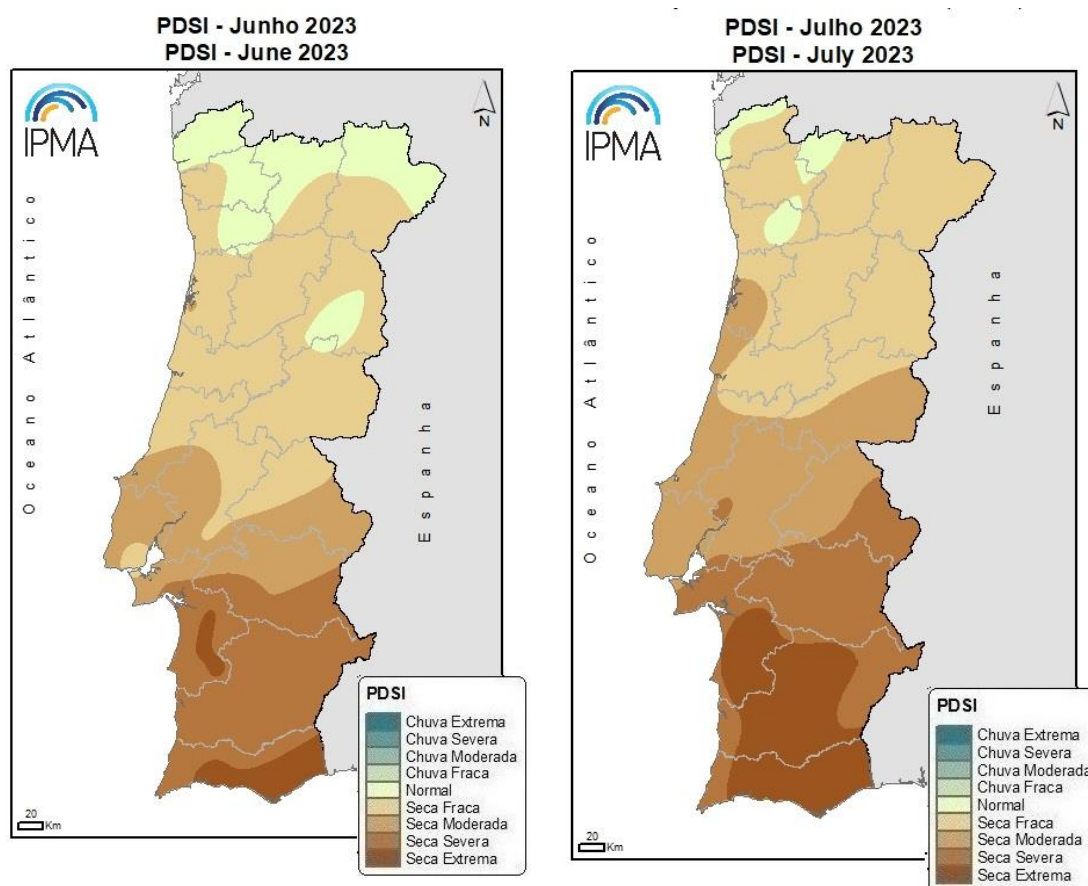 PDSI - Junho 2023
PDSI - June 2023
IPMA
N
Oceano Atlântico
Espanha
PDSI
Chuva Extrema
Chuva Severa
Chuva Moderada
Chuva Fraca
Normal
Seca Fraca
Seca Moderada
Seca Severa
Seca Extrema
20
Km
PDSI - Julho 2023
PDSI - July 2023
IPMA
N
Oceano Atlântico
Espanha
PDSI
Chuva Extrema
Chuva Severa
Chuva Moderada
Chuva Fraca
Normal
Seca Fraca
Seca Moderada
Seca Severa
Seca Extrema
20
Km